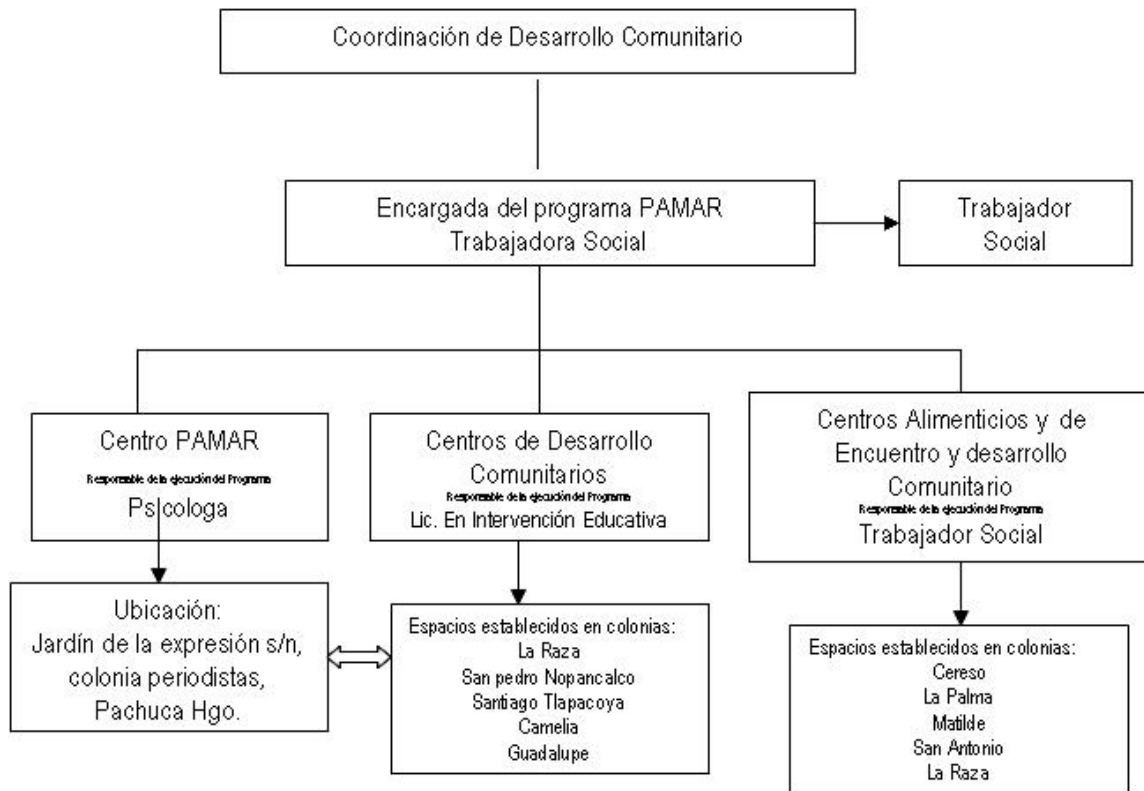 Coordinación de Desarrollo Comunitario
Encargada del programa PAMAR
Trabajadora Social
Trabajador
Social
Centro PAMAR
Responsable de la ejecución del Programa
Psicologa
Centros de Desarrollo
Comunitarios
Responsable de la ejecución del Programa
Lic. En Intervención Educativa
Centros Alimenticios y de
Encuentro y desarrollo
Comunitario
Responsable de la ejecución del Programa
Trabajador Social
Ubicación:
Jardín de la expresión s/n,
colonia periodistas,
Pachuca Hgo.
Espacios establecidos en colonias:
La Raza
San pedro Nopancalco
Santiago Tlapacoya
Camelia
Guadalupe
Espacios establecidos en colonias:
Cereso
La Palma
Matilde
San Antonio
La Raza